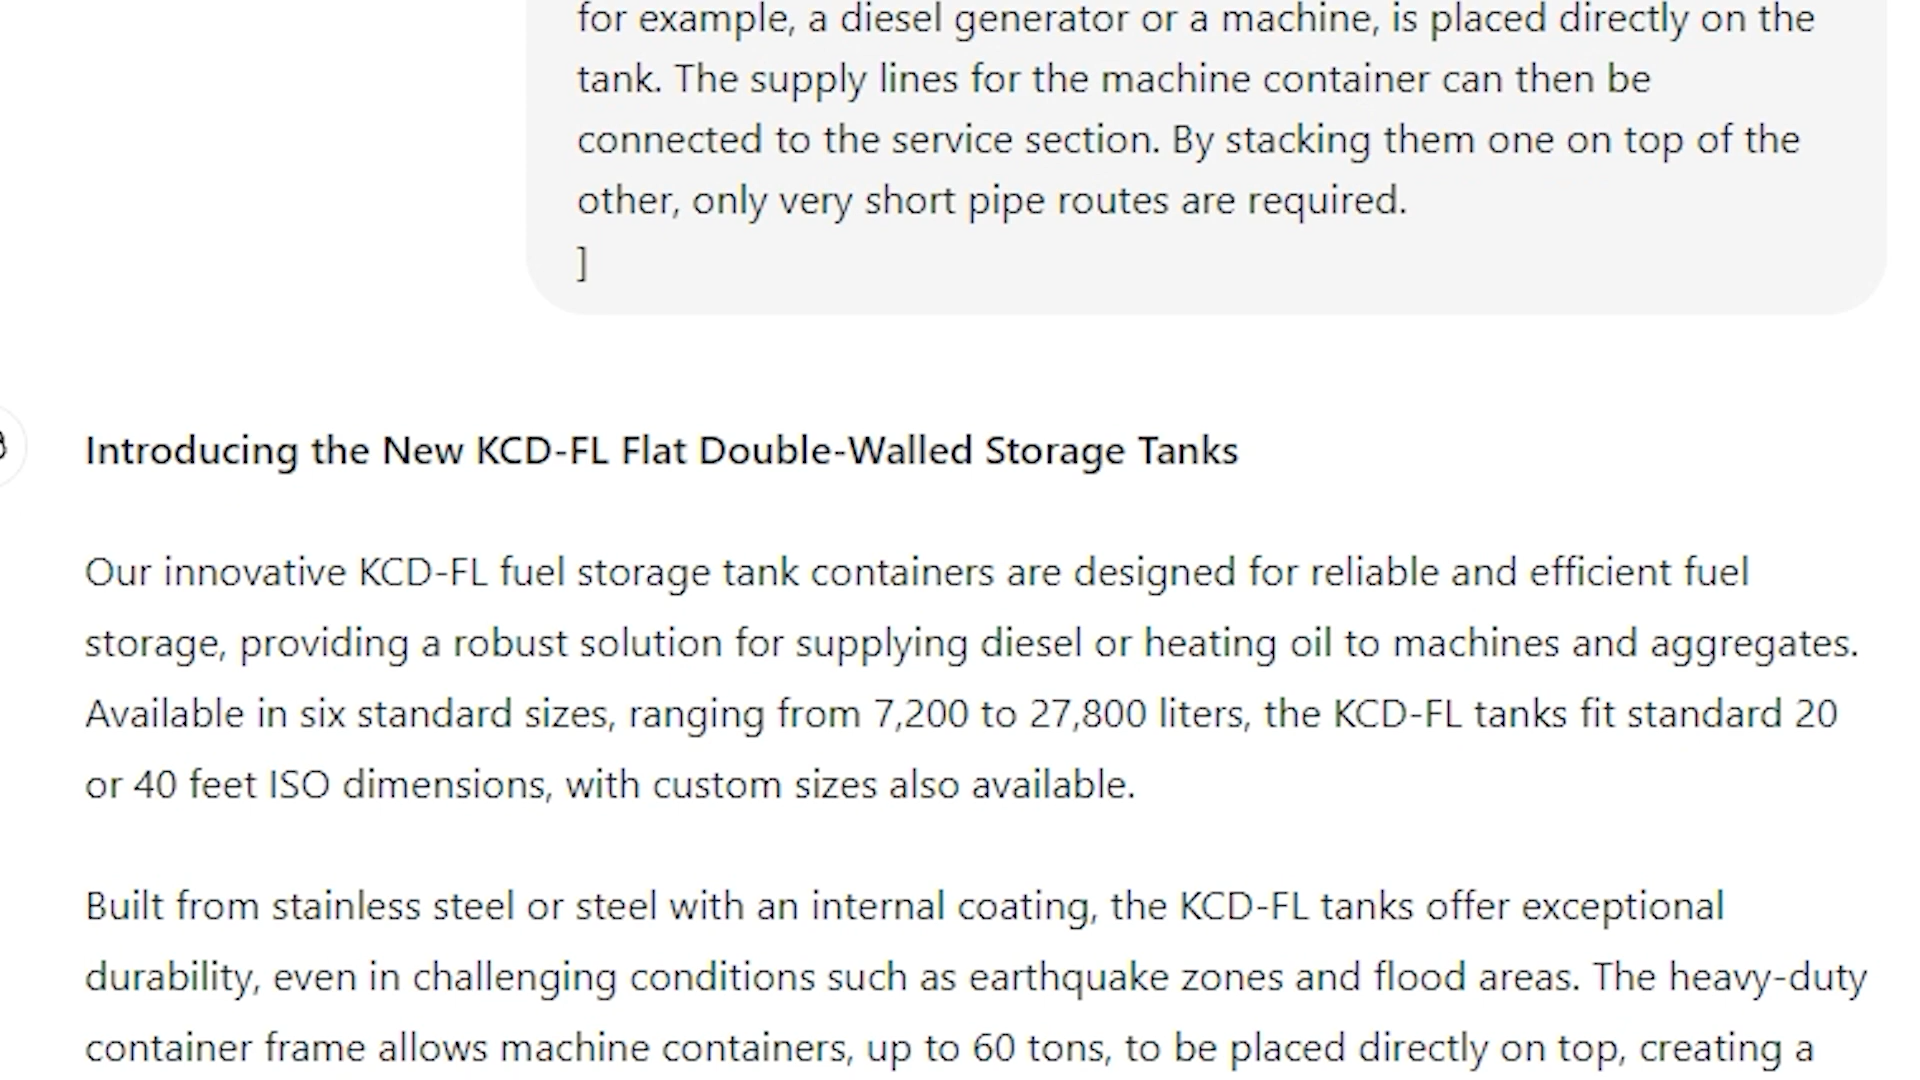 for example, a diesel generator or a machine, is placed directly on the
tank. The supply lines for the machine container can then be
connected to the service section. By stacking them one on top of the
other, only very short pipe routes are required.
]
Introducing the New KCD-FL Flat Double-Walled Storage Tanks
Our innovative KCD-FL fuel storage tank containers are designed for reliable and efficient fuel
storage, providing a robust solution for supplying diesel or heating oil to machines and aggregates.
Available in six standard sizes, ranging from 7,200 to 27,800 liters, the KCD-FL tanks fit standard 20
or 40 feet ISO dimensions, with custom sizes also available.
Built from stainless steel or steel with an internal coating, the KCD-FL tanks offer exceptional
durability, even in challenging conditions such as earthquake zones and flood areas. The heavy-duty
container frame allows machine containers, up to 60 tons, to be placed directly on top, creating a